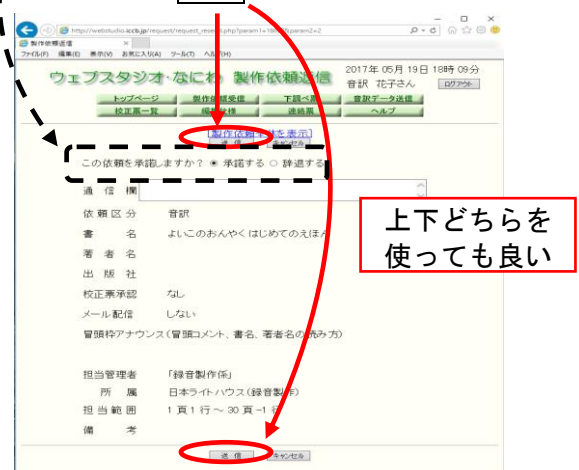 製作依頼返信
ファイル(F) 編集(E) 表示(V) お気に入り(A) ツール(T) ヘルプ(H)
ウェブスタジオ・なにわ 製作依頼返信
2017年 05月 19日 18時 09分
音訳 花子さん ログアウト
トップページ 製作依頼受信 下調べ票 音訳データ送信
校正票一覧 連絡票 ヘルプ
この依頼を承諾しますか? 承諾する 辞退する
通信欄
上下どちらを
使っても良い
依頼区分 音訳
書名 よいこのおんやく はじめてのえほん
著者名
出版社
校正票承認 なし
メール配信 しない
冒頭枠アナウンス(冒頭コメント、書名、著者名の読み方)
担当管理者 「録音製作係」
所属 日本ライトハウス(録音製作)
担当範囲 1 頁 1 行 ~ 30 頁 -1 行
備考
送信 キャンセル